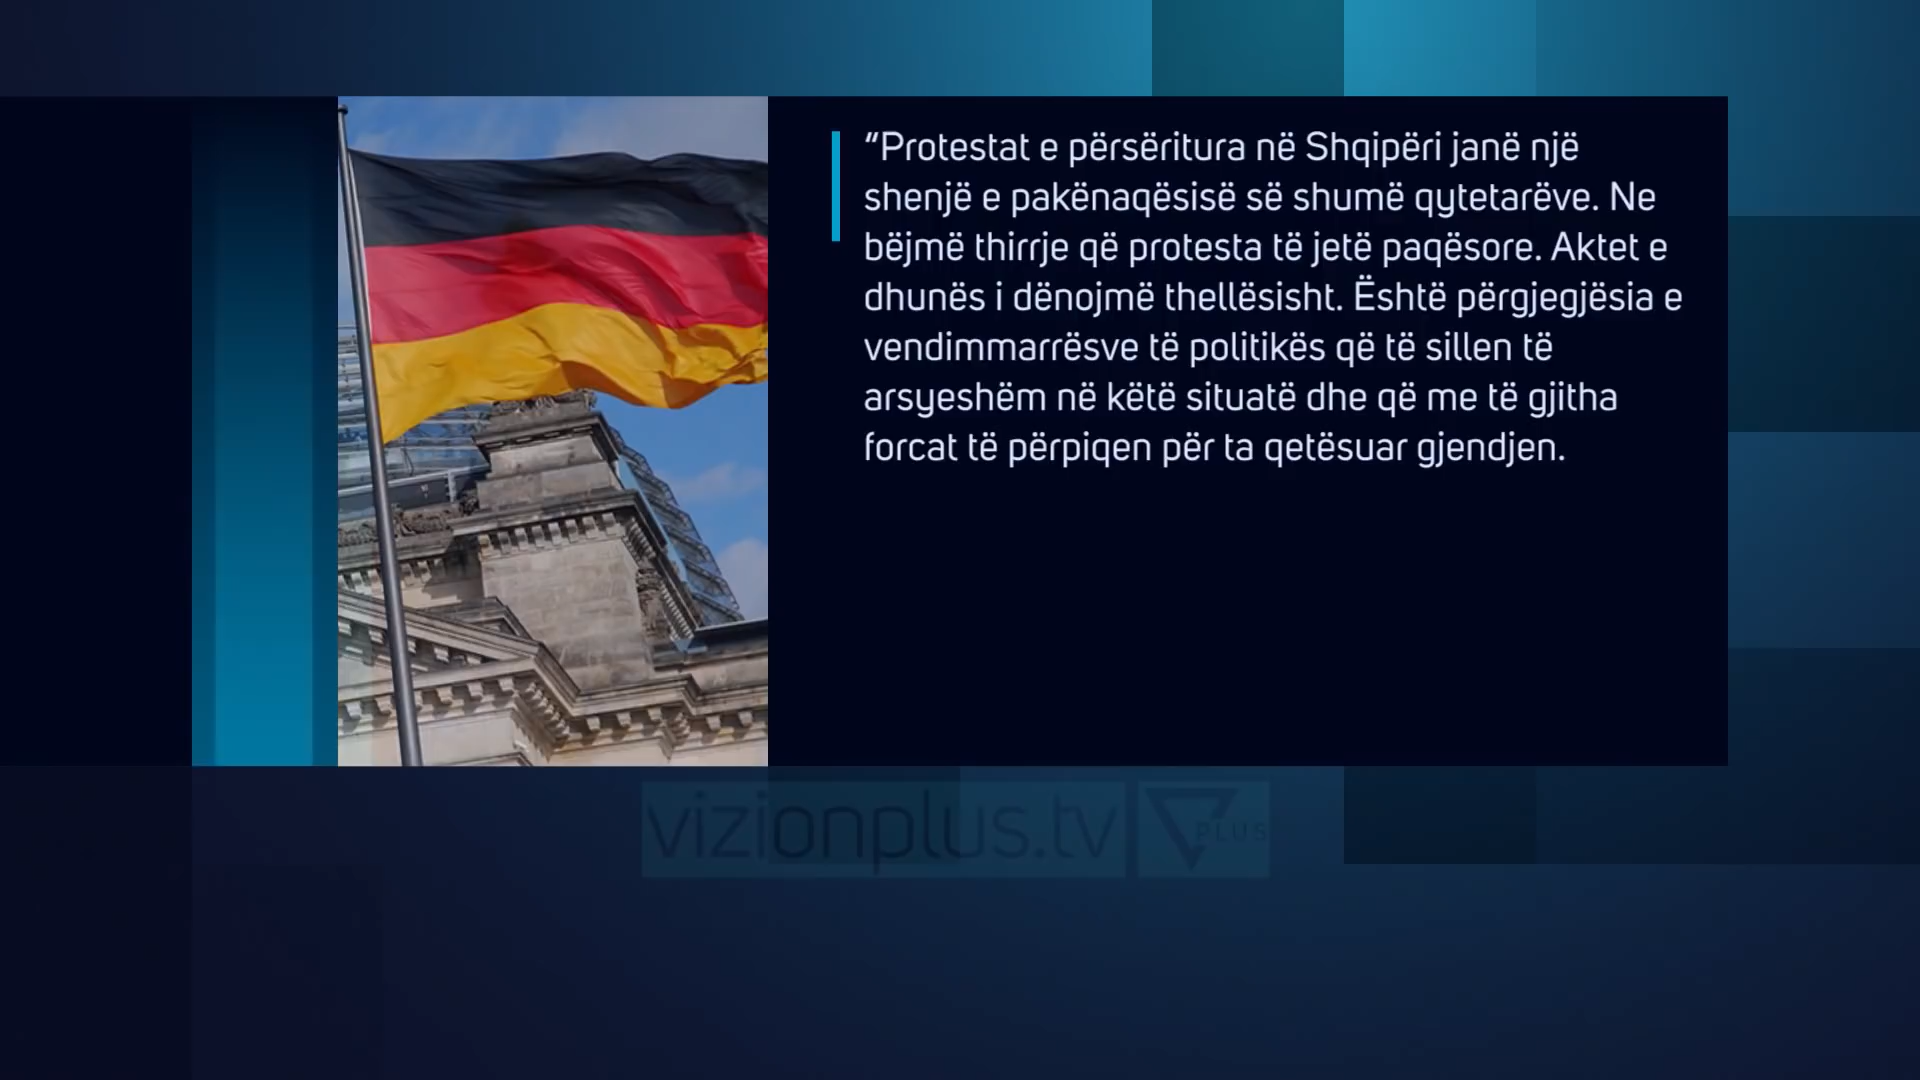 “Protestat e përsëritura në Shqipëri janë një
shenjë e pakënaqësisë së shumë qytetarëve. Ne
bëjmë thirrje që protesta të jetë paqësore. Aktet e
dhunës i dënojmë thellësisht. Është përgjegjësia e
vendimmarrësve të politikës që të sillen të
arsyeshëm në këtë situatë dhe që me të gjitha
forcat të përpiqen për ta qetësuar gjendjen.
vizionplus.tv
PLUS